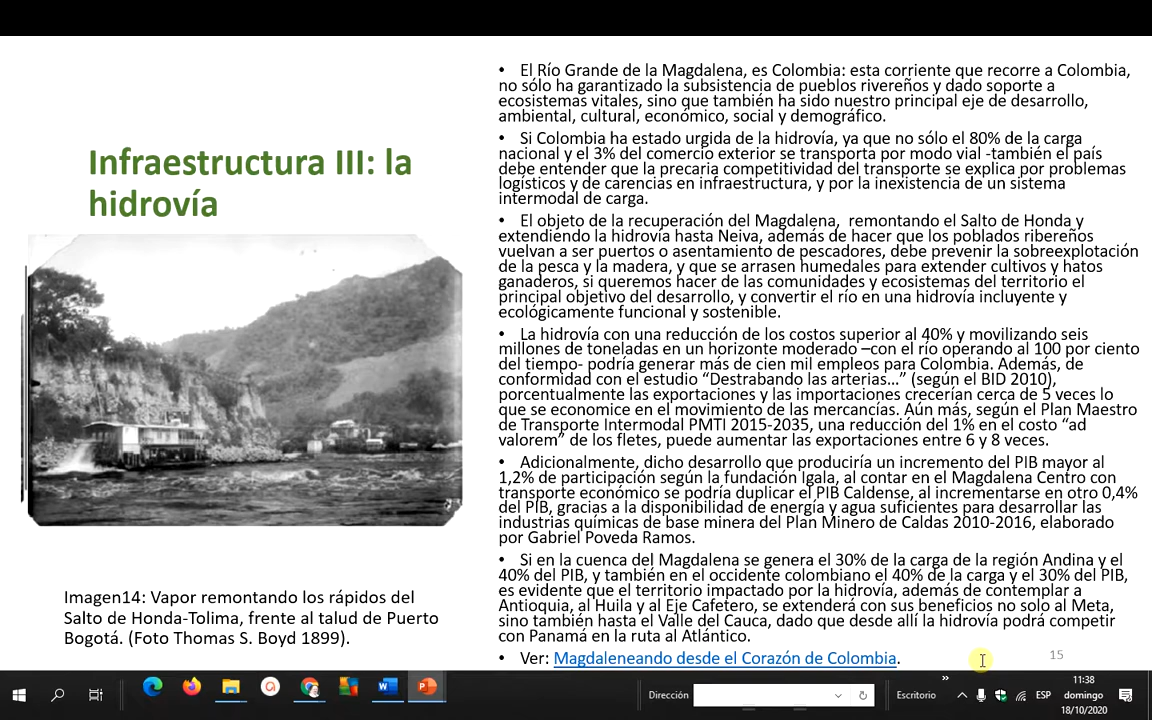 Infraestructura III: la
hidrovía
Imagen14: Vapor remontando los rápidos del
Salto de Honda-Tolima, frente al talud de Puerto
Bogotá. (Foto Thomas S. Boyd 1899).
• El Río Grande de la Magdalena, es Colombia: esta corriente que recorre a Colombia,
no sólo ha garantizado la subsistencia de pueblos rivereños y dado soporte a
ecosistemas vitales, sino que también ha sido nuestro principal eje de desarrollo,
ambiental, cultural, económico, social y demográfico.
• Si Colombia ha estado urgida de la hidrovía, ya que no sólo el 80% de la carga
nacional y el 3% del comercio exterior se transporta por modo vial -también el país
debe entender que la precaria competitividad del transporte se explica por problemas
logísticos y de carencias en infraestructura, y por la inexistencia de un sistema
intermodal de carga.
• El objeto de la recuperación del Magdalena, remontando el Salto de Honda y
extendiendo la hidrovía hasta Neiva, además de hacer que los poblados ribereños
vuelvan a ser puertos o asentamiento de pescadores, debe prevenir la sobreexplotación
de la pesca y la madera, y que se arrasen humedales para extender cultivos y hatos
ganaderos, si queremos hacer de las comunidades y ecosistemas del territorio el
principal objetivo del desarrollo, y convertir el río en una hidrovía incluyente y
ecológicamente funcional y sostenible.
• La hidrovía con una reducción de los costos superior al 40% y movilizando seis
millones de toneladas en un horizonte moderado –con el río operando al 100 por ciento
del tiempo- podría generar más de cien mil empleos para Colombia. Además, de
conformidad con el estudio “Destrabando las arterias…” (según el BID 2010),
porcentualmente las exportaciones y las importaciones crecerían cerca de 5 veces lo
que se economice en el movimiento de las mercancías. Aún más, según el Plan Maestro
de Transporte Intermodal PMTI 2015-2035, una reducción del 1% en el costo “ad
valorem” de los fletes, puede aumentar las exportaciones entre 6 y 8 veces.
• Adicionalmente, dicho desarrollo que produciría un incremento del PIB mayor al
1,2% de participación según la fundación Igala, al contar en el Magdalena Centro con
transporte económico se podría duplicar el PIB Caldense, al incrementarse en otro 0,4%
del PIB, gracias a la disponibilidad de energía y agua suficientes para desarrollar las
industrias químicas de base minera del Plan Minero de Caldas 2010-2016, elaborado
por Gabriel Poveda Ramos.
• Si en la cuenca del Magdalena se genera el 30% de la carga de la región Andina y el
40% del PIB, y también en el occidente colombiano el 40% de la carga y el 30% del PIB,
es evidente que el territorio impactado por la hidrovía, además de contemplar a
Antioquia, al Huila y al Eje Cafetero, se extenderá con sus beneficios no solo al Meta,
sino también hasta el Valle del Cauca, dado que desde allí la hidrovía podrá competir
con Panamá en la ruta al Atlántico.
• Ver: Magdaleneando desde el Corazón de Colombia.
15
Dirección
Escritorio
ESP
11:38
domingo
18/10/2020